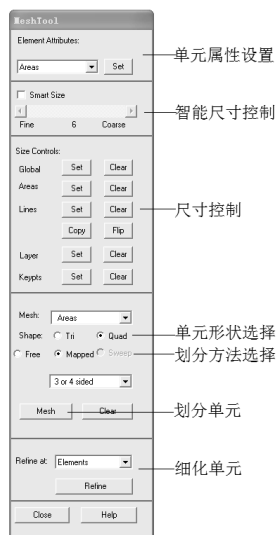 MeshTool
Element Attributes:
Areas Set
单元属性设置
Smart Size
智能尺寸控制
Fine 6 Coarse
Size Controls:
Global Set Clear
Areas Set Clear
Lines Set Clear
尺寸控制
Copy Flip
Layer Set Clear
Keypts Set Clear
Mesh: Areas
Shape: Tri Quad
单元形状选择
Free Mapped Sweep
划分方法选择
3 or 4 sided
Mesh Clear
划分单元
Refine at: Elements
细化单元
Refine
Close Help